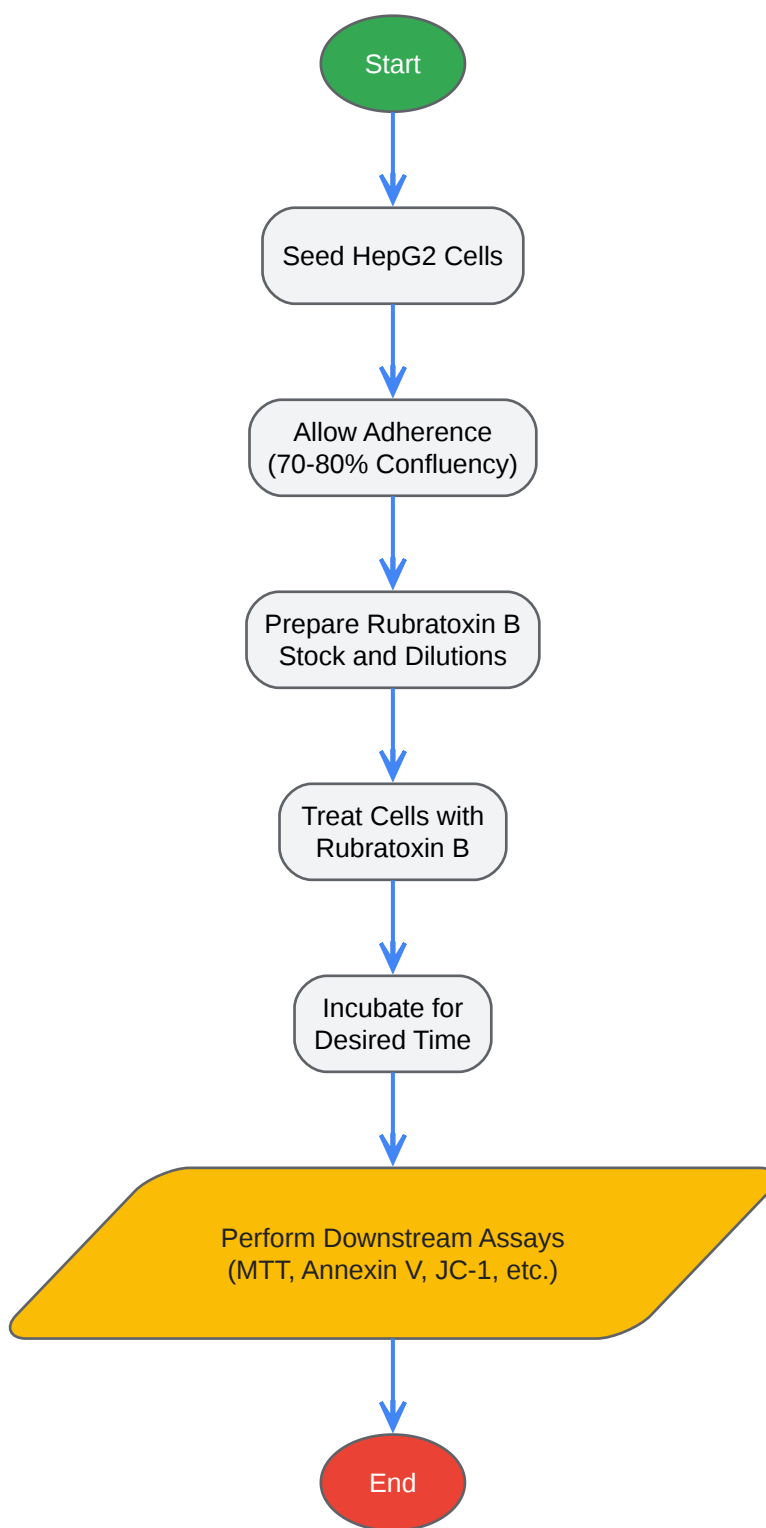 Start
Seed HepG2 Cells
Allow Adherence
(70-80% Confluency)
Prepare Rubratoxin B
Stock and Dilutions
Treat Cells with
Rubratoxin B
Incubate for
Desired Time
Perform Downstream Assays
(MTT, Annexin V, JC-1, etc.)
End